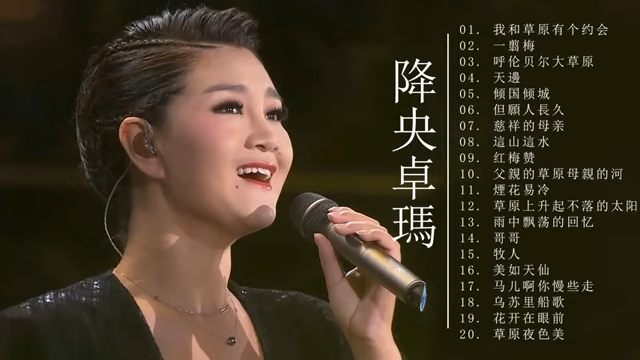 降央卓瑪
01. 我和草原有个约会
02. 一翦梅
03. 呼伦贝尔大草原
04. 天邊
05. 倾国倾城
06. 但願人長久
07. 慈祥的母亲
08. 這山這水
09. 红梅赞
10. 父親的草原母親的河
11. 煙花易冷
12. 草原上升起不落的太阳
13. 雨中飘荡的回忆
14. 哥哥
15. 牧人
16. 美如天仙
17. 马儿啊你慢些走
18. 乌苏里船歌
19. 花开在眼前
20. 草原夜色美